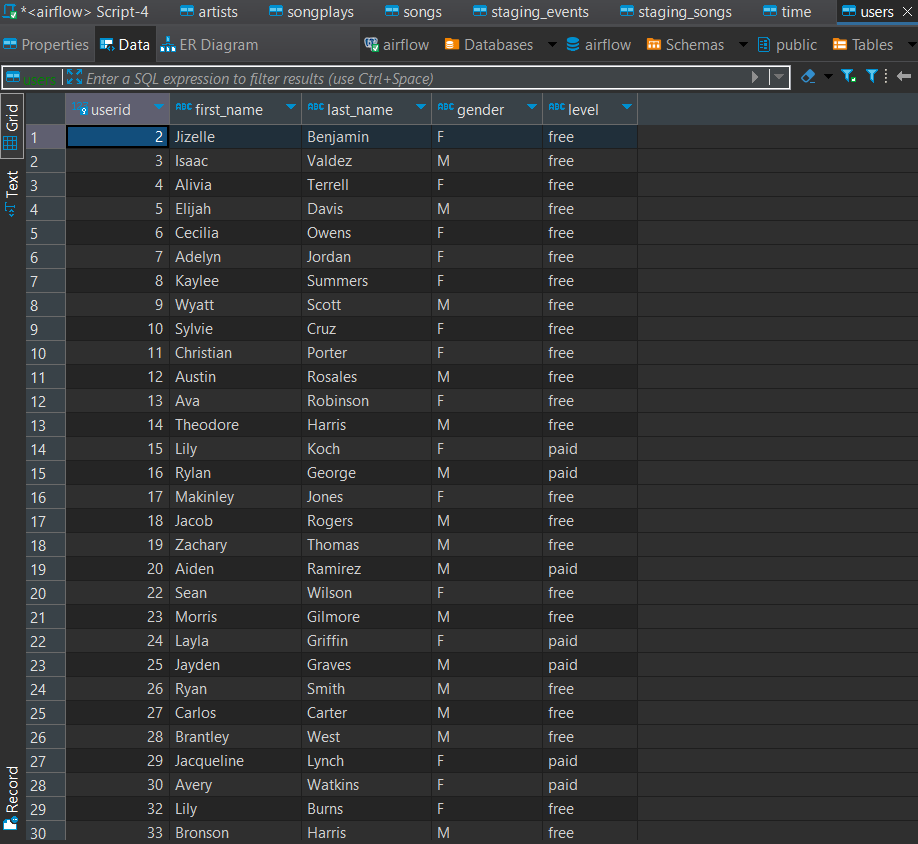 *<airflow> Script-4 artists songplays songs staging_events staging_songs time users
Properties Data ER Diagram airflow Databases airflow Schemas public Tables
users Enter a SQL expression to filter results (use Ctrl+Space)
Grid
Text
Record
123 userid ABC first_name ABC last_name ABC gender ABC level
1 2 Jizelle Benjamin F free
2 3 Isaac Valdez M free
3 4 Alivia Terrell F free
4 5 Elijah Davis M free
5 6 Cecilia Owens F free
6 7 Adelyn Jordan F free
7 8 Kaylee Summers F free
8 9 Wyatt Scott M free
9 10 Sylvie Cruz F free
10 11 Christian Porter F free
11 12 Austin Rosales M free
12 13 Ava Robinson F free
13 14 Theodore Harris M free
14 15 Lily Koch F paid
15 16 Rylan George M paid
16 17 Makinley Jones F free
17 18 Jacob Rogers M free
18 19 Zachary Thomas M free
19 20 Aiden Ramirez M paid
20 22 Sean Wilson F free
21 23 Morris Gilmore M free
22 24 Layla Griffin F paid
23 25 Jayden Graves M paid
24 26 Ryan Smith M free
25 27 Carlos Carter M free
26 28 Brantley West M free
27 29 Jacqueline Lynch F paid
28 30 Avery Watkins F paid
29 32 Lily Burns F free
30 33 Bronson Harris M free